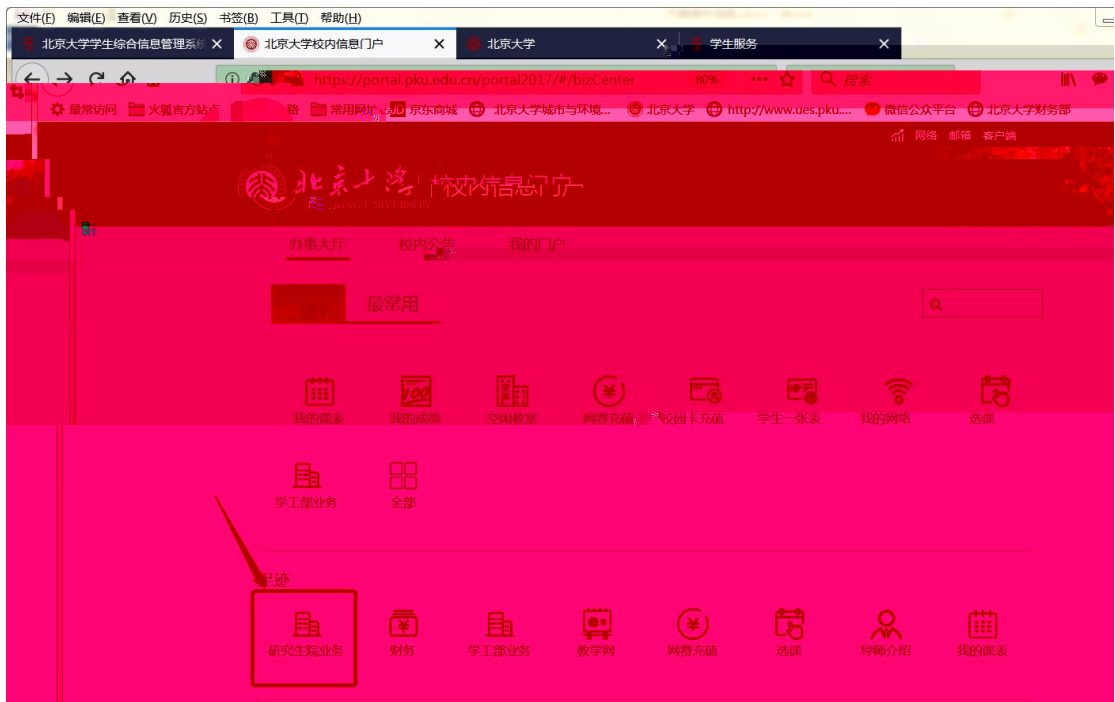 文件(F) 编辑(E) 查看(V) 历史(S) 书签(B) 工具(T) 帮助(H)
北京大学学生综合信息管理系统 北京大学校内信息门户 北京大学 学生服务
https://portal.pku.edu.cn/portal2017/#/bizCenter 80% 搜索
最常访问 火狐官方站点 常用网址 JD 京东商城 北京大学城市与环境... 北京大学 http://www.ues.pku.... 微信公众平台 北京大学财务部
网络 邮箱 客户端
北京大学 校内信息门户
办事大厅 校内公告 我的门户
最常用
我的课表 我的成绩 空闲教室 网费充值 校园卡充值 学生一张表 我的网络 选课
学工部业务 全部
足迹
研究生院业务 财务 学工部业务 教学网 网费充值 选课 导师介绍 我的课表